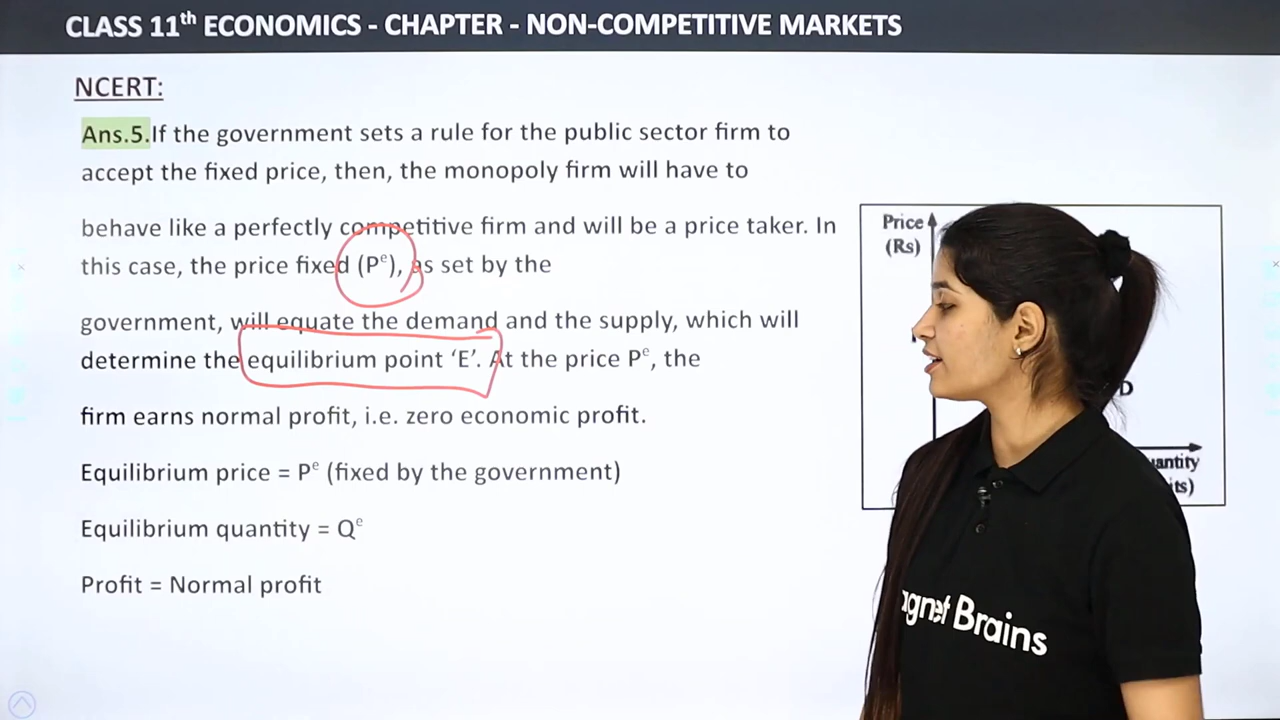 CLASS 11th ECONOMICS - CHAPTER - NON-COMPETITIVE MARKETS
NCERT:
Ans.5.If the government sets a rule for the public sector firm to
accept the fixed price, then, the monopoly firm will have to
behave like a perfectly competitive firm and will be a price taker. In
this case, the price fixed (Pe), as set by the
government, will equate the demand and the supply, which will
determine the equilibrium point ‘E’. At the price Pe, the
firm earns normal profit, i.e. zero economic profit.
Equilibrium price = Pe (fixed by the government)
Equilibrium quantity = Qe
Profit = Normal profit
Price
(Rs)
D
Brains